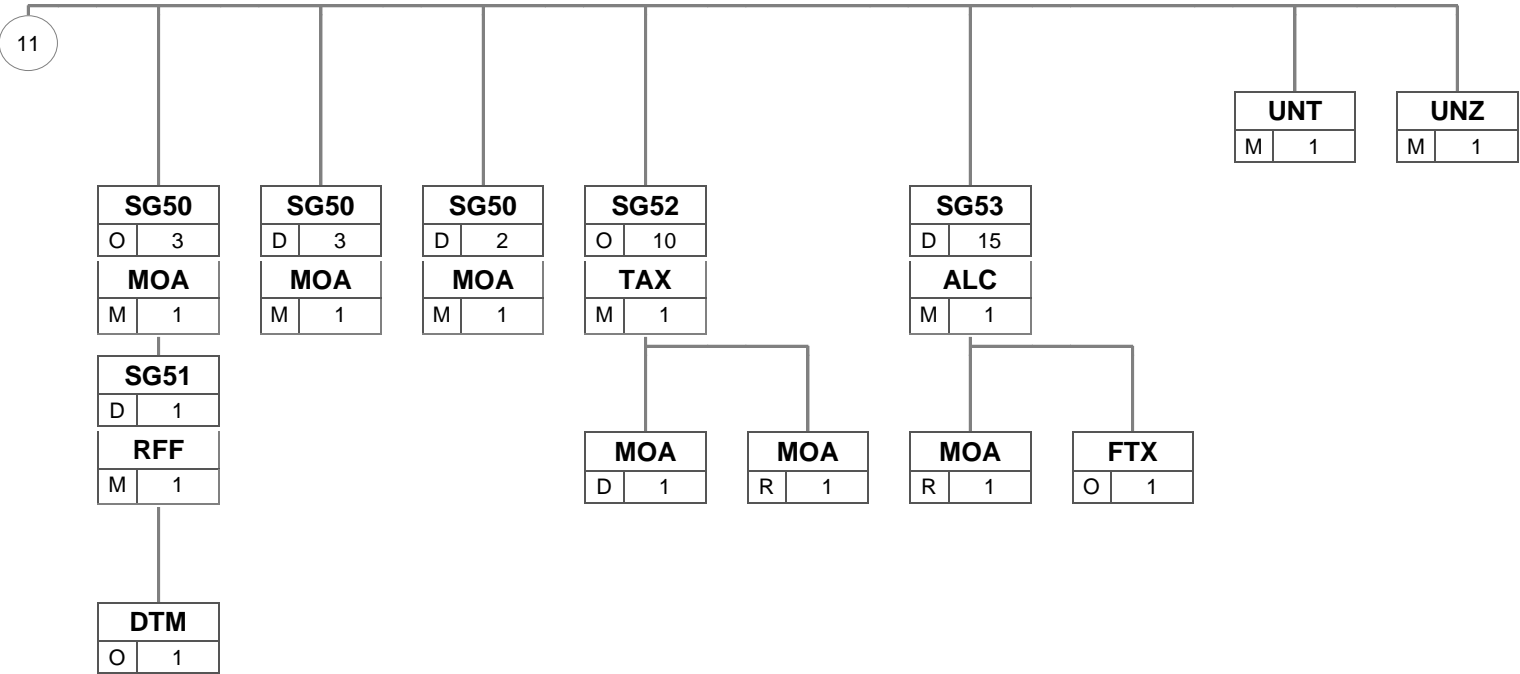 11
UNT
M 1
UNZ
M 1
SG50
O 3
MOA
M 1
SG51
D 1
RFF
M 1
DTM
O 1
SG50
D 3
MOA
M 1
SG50
D 2
MOA
M 1
SG52
O 10
TAX
M 1
MOA
D 1
MOA
R 1
SG53
D 15
ALC
M 1
MOA
R 1
FTX
O 1